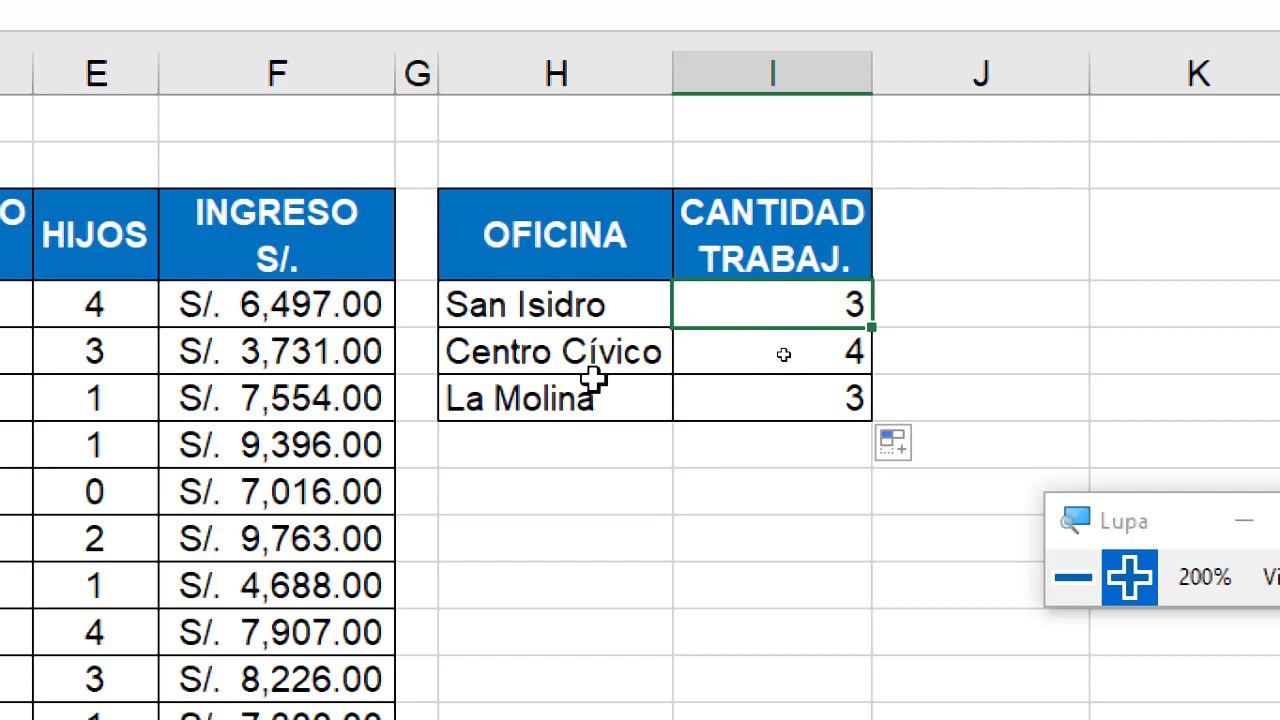 E F G H I J K
O HIJOS INGRESO S/. OFICINA CANTIDAD TRABAJ.
4 S/. 6,497.00 San Isidro 3
3 S/. 3,731.00 Centro Cívico 4
1 S/. 7,554.00 La Molina 3
1 S/. 9,396.00
0 S/. 7,016.00
Lupa
2 S/. 9,763.00
1 S/. 4,688.00
200% Vi
4 S/. 7,907.00
3 S/. 8,226.00